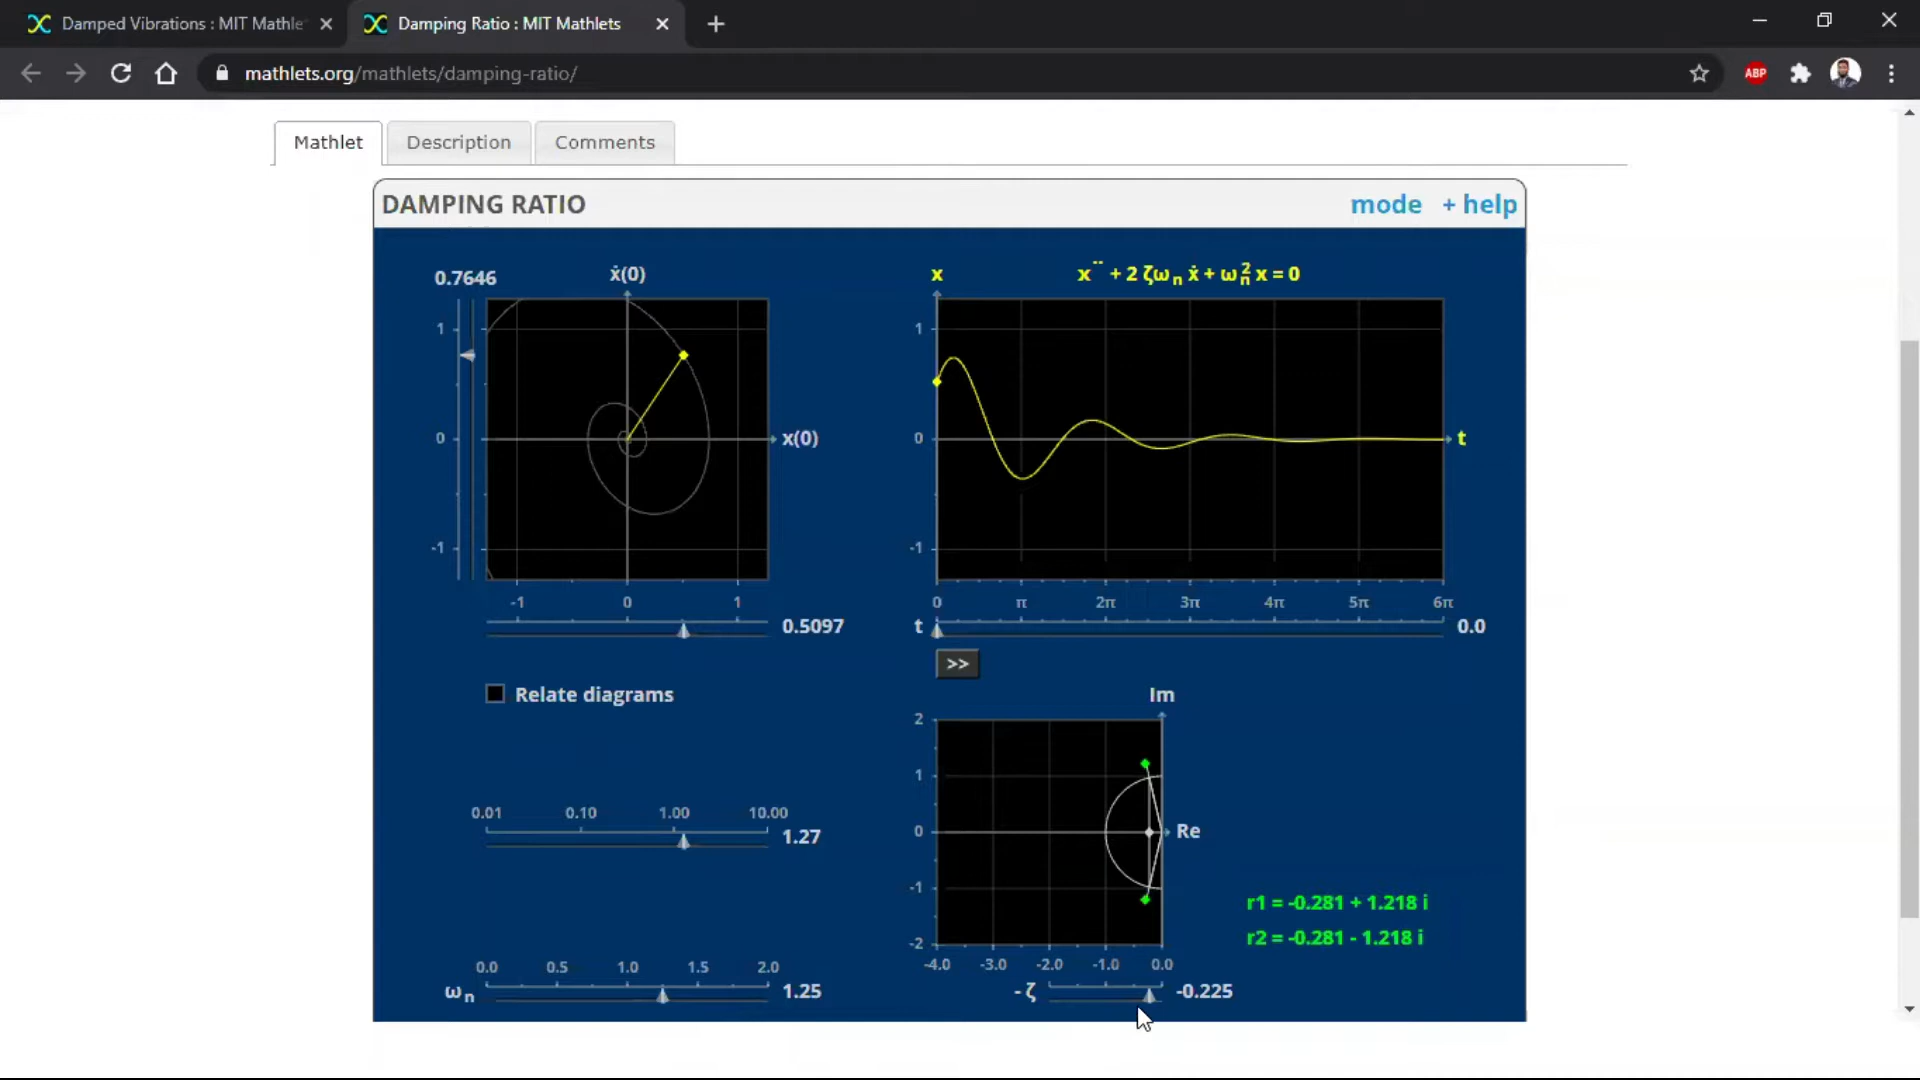 Damped Vibrations : MIT Mathle
Damping Ratio : MIT Mathlets
mathlets.org/mathlets/damping-ratio/
ABP
Mathlet
Description
Comments
DAMPING RATIO
mode + help
0.7646
ẋ(0)
x
ẍ + 2 ζωn ẋ + ωn² x = 0
1
0
-1
x(0)
-1 0 1
0.5097
1
0
-1
t
0 π 2π 3π 4π 5π 6π
t
0.0
>>
Relate diagrams
Im
2
1
0
-1
-2
Re
-4.0 -3.0 -2.0 -1.0 0.0
0.01 0.10 1.00 10.00
1.27
r1 = -0.281 + 1.218 i
r2 = -0.281 - 1.218 i
0.0 0.5 1.0 1.5 2.0
ωn
1.25
- ζ
-0.225